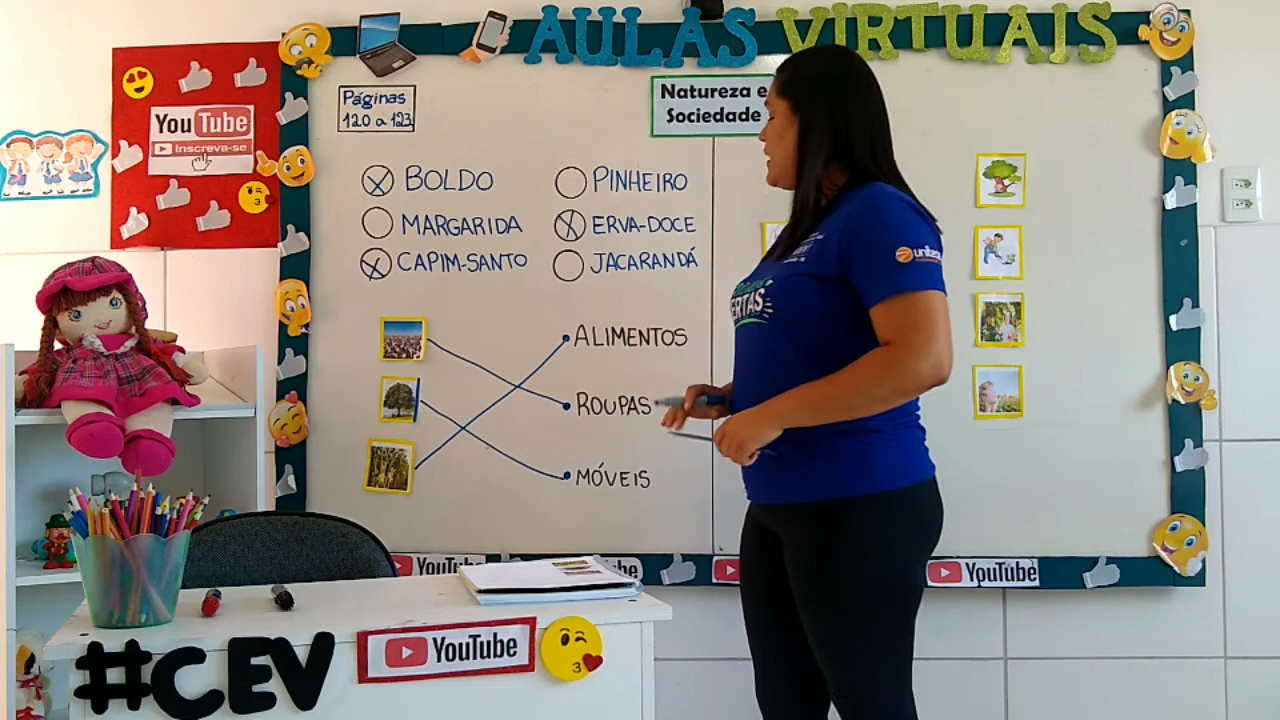 AULAS VIRTUAIS
YouTube
Inscreva-se
Páginas
120 a 123
Natureza e
Sociedade
BOLDO
PINHEIRO
MARGARIDA
ERVA-DOCE
CAPIM-SANTO
JACARANDÁ
ALIMENTOS
ROUPAS
MÓVEIS
YouTube
YouTube
#CEV
YouTube